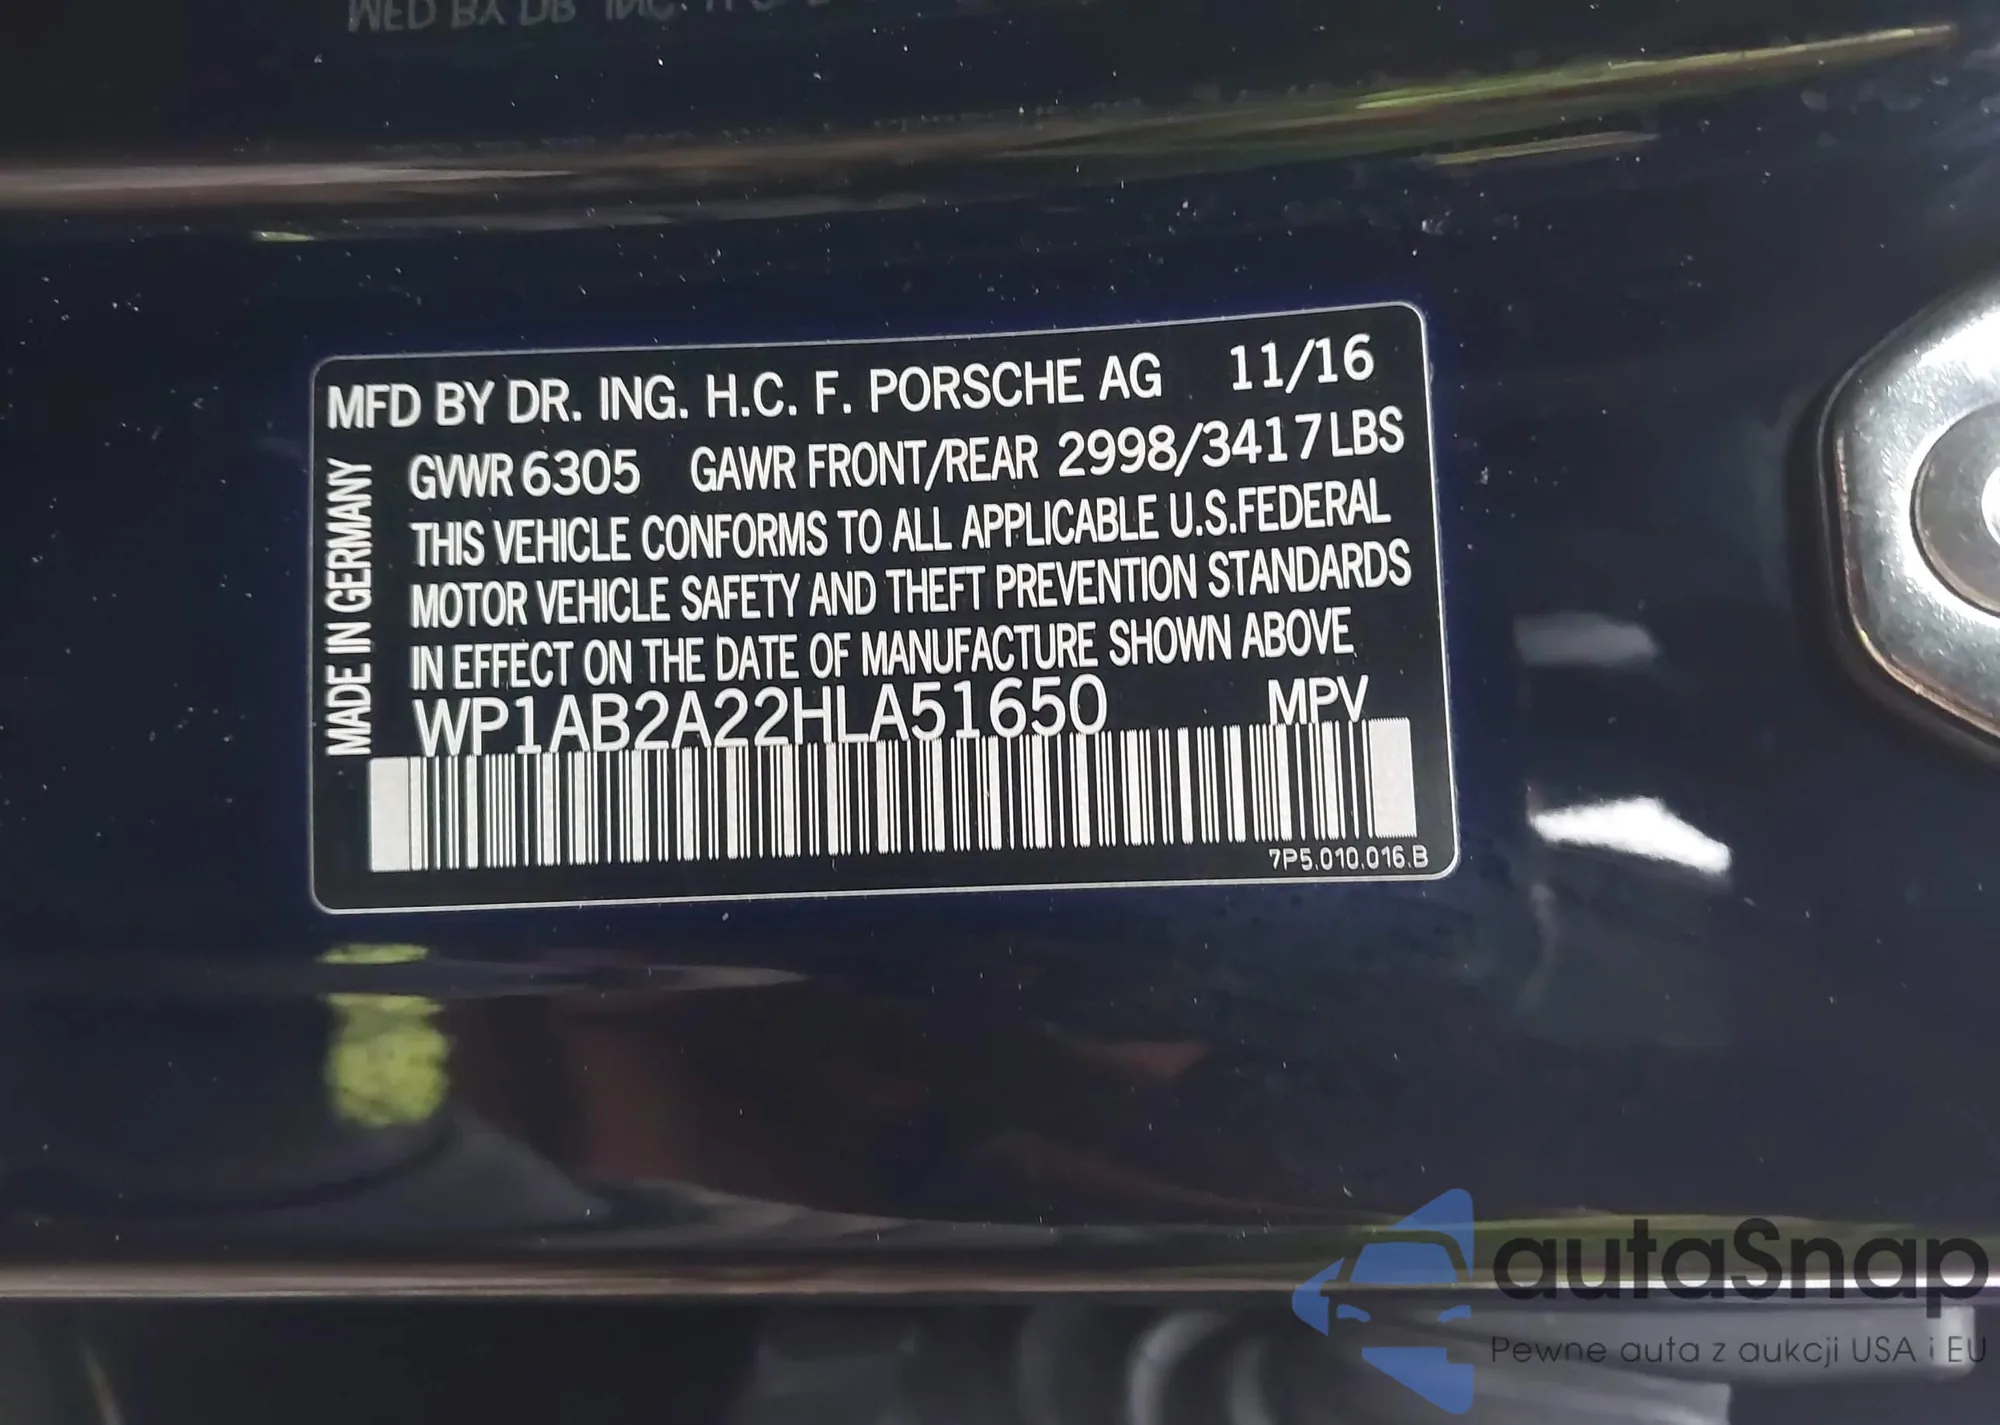 MFD BY DR. ING. H.C. F. PORSCHE AG 11/16
GVWR 6305 GAWR FRONT/REAR 2998/3417LBS
THIS VEHICLE CONFORMS TO ALL APPLICABLE U.S.FEDERAL
MOTOR VEHICLE SAFETY AND THEFT PREVENTION STANDARDS
IN EFFECT ON THE DATE OF MANUFACTURE SHOWN ABOVE
WP1AB2A22HLA51650 MPV
MADE IN GERMANY
7P5.010.016.B
autaSnap
Pewne auta z aukcji USA i EU